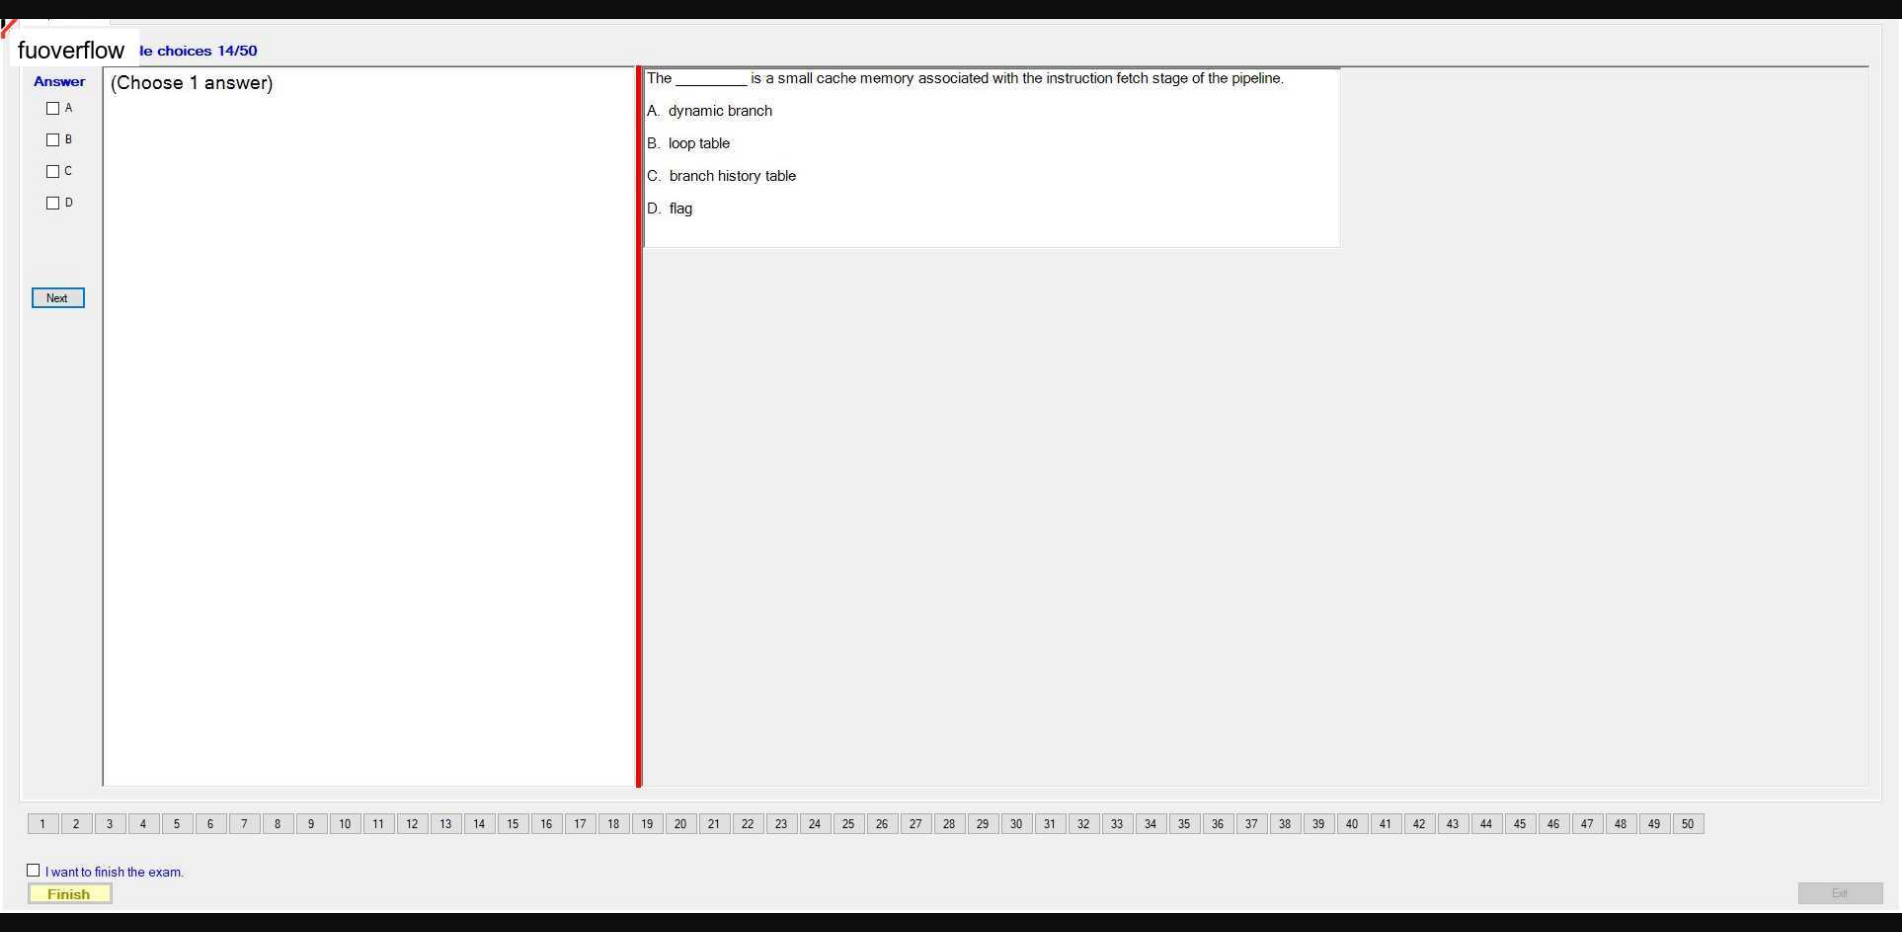 fuoverflow
le choices 14/50
Answer
(Choose 1 answer)
A
B
C
D
Next
The _________ is a small cache memory associated with the instruction fetch stage of the pipeline.
A. dynamic branch
B. loop table
C. branch history table
D. flag
1 2 3 4 5 6 7 8 9 10 11 12 13 14 15 16 17 18 19 20 21 22 23 24 25 26 27 28 29 30 31 32 33 34 35 36 37 38 39 40 41 42 43 44 45 46 47 48 49 50
I want to finish the exam.
Finish
Exit